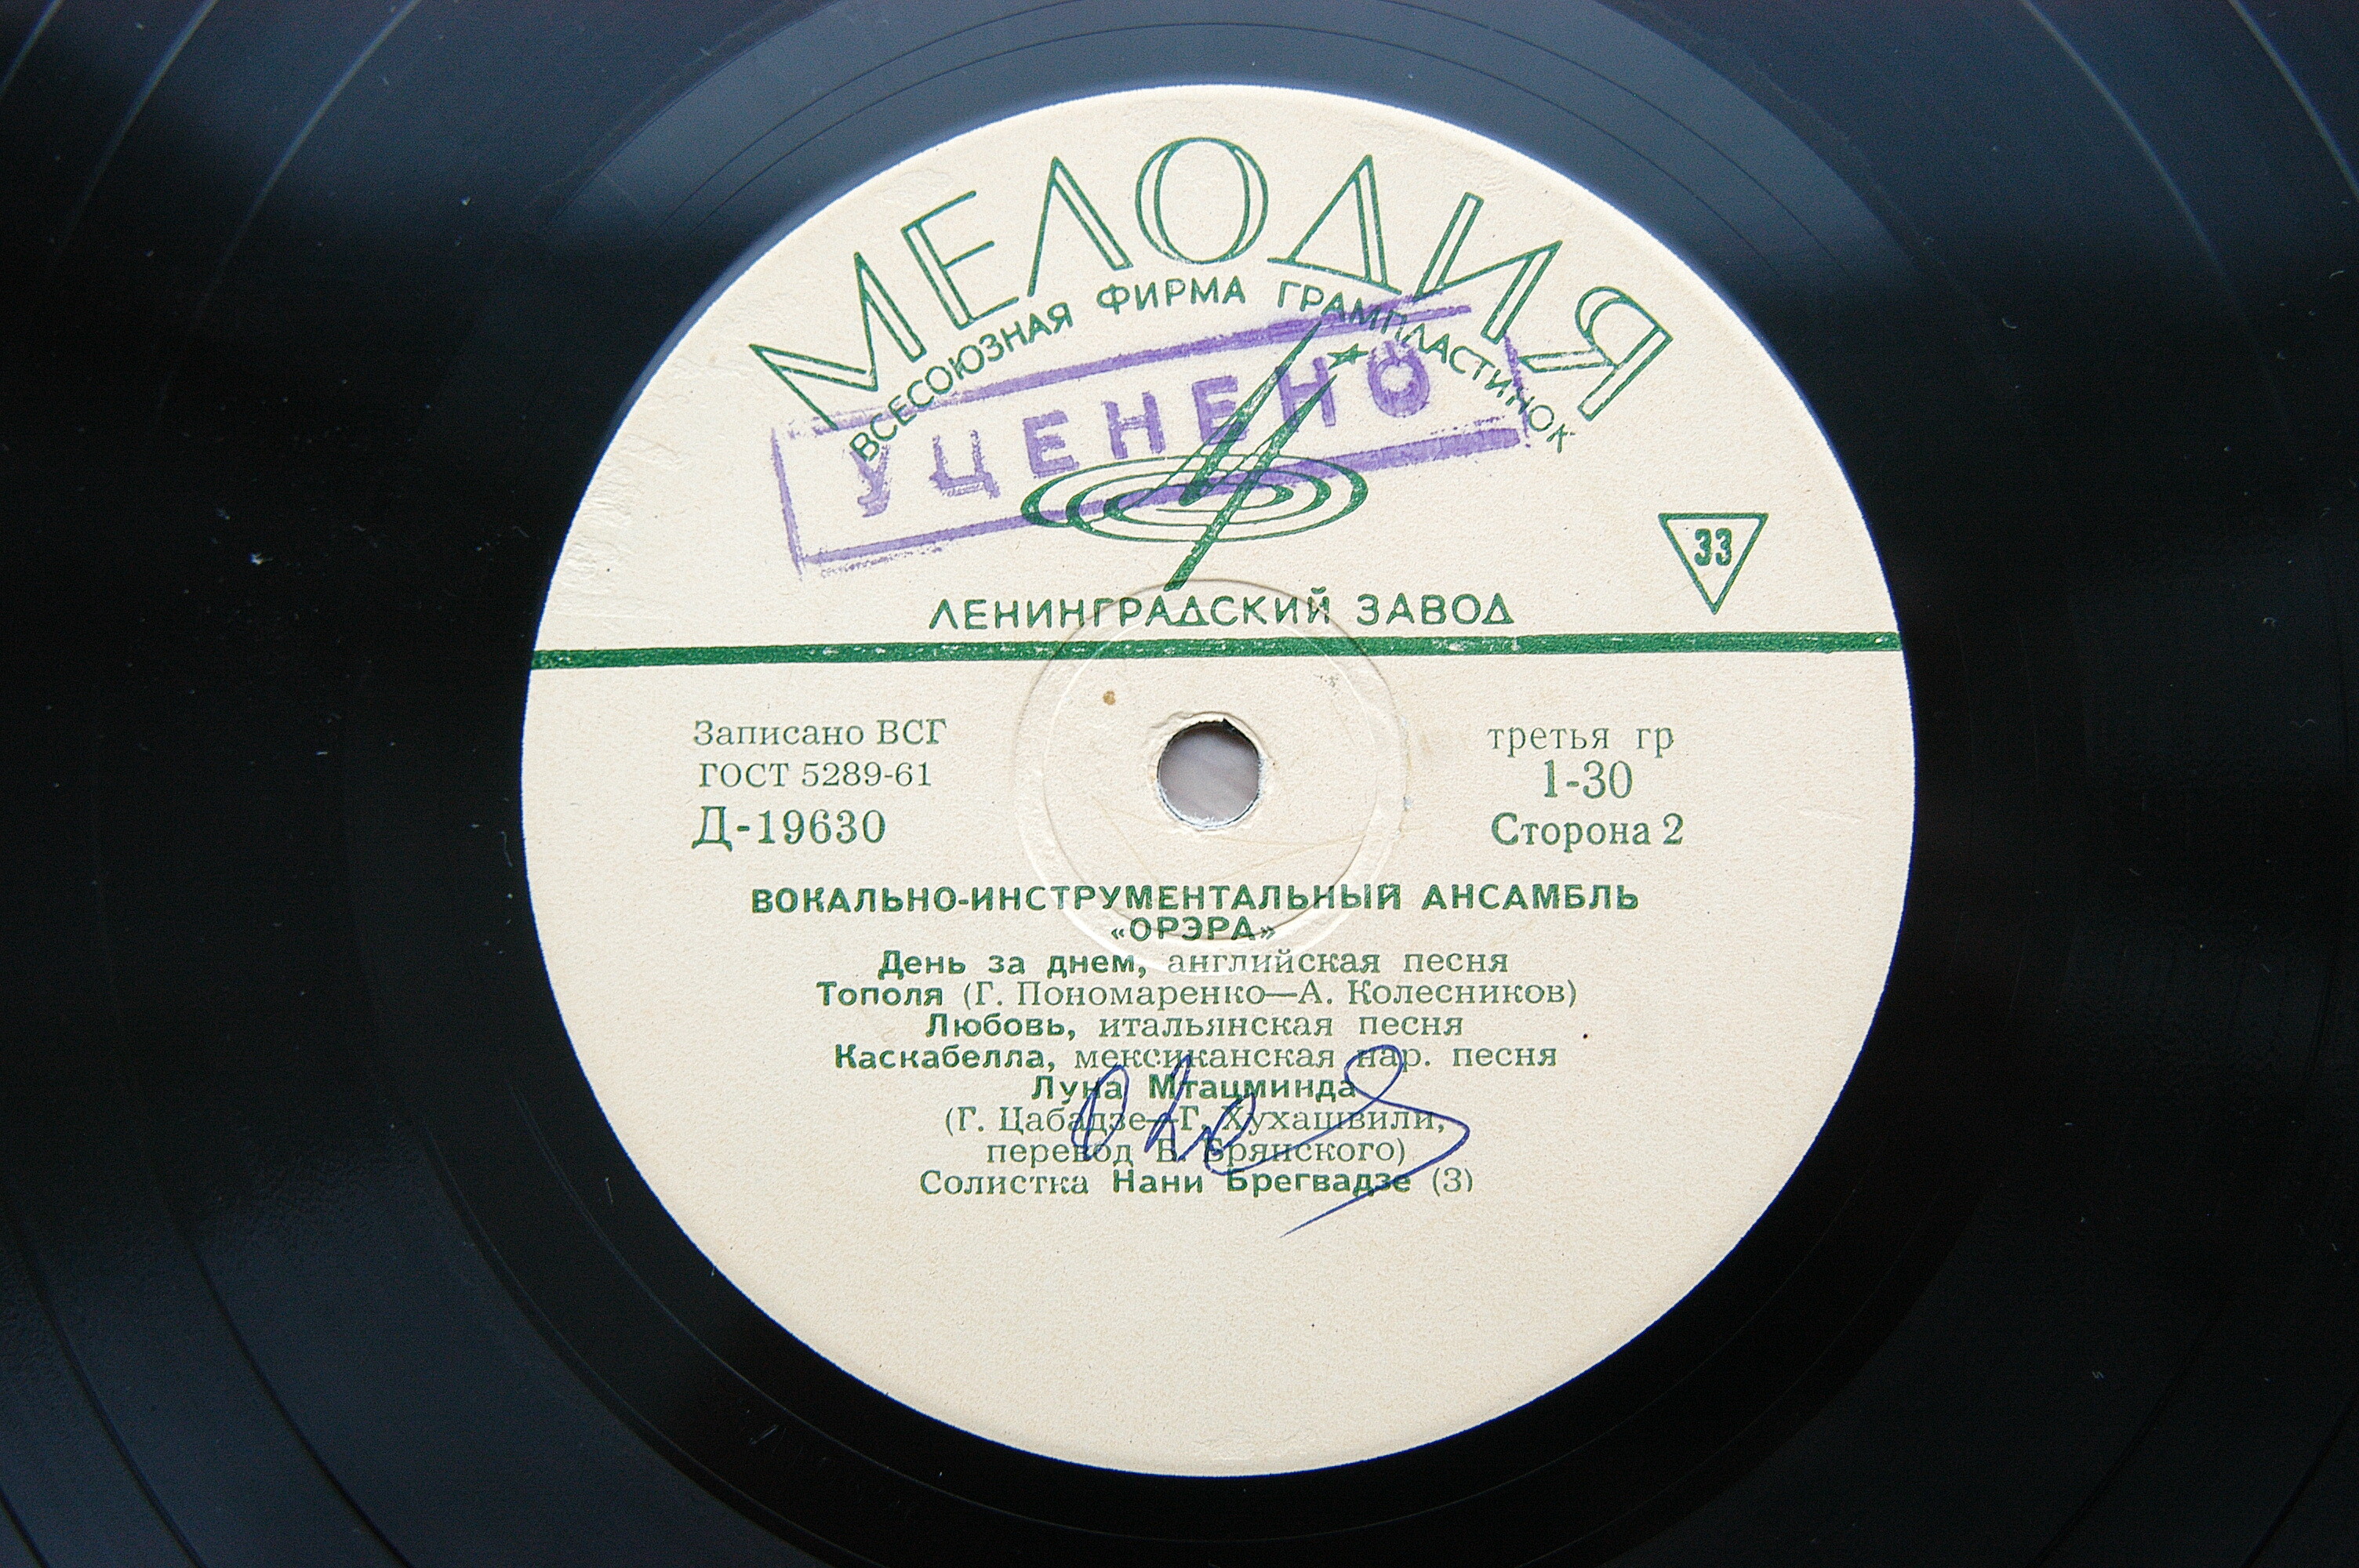 МЕЛОДИЯ
ВСЕСОЮЗНАЯ ФИРМА ГРАМПЛАСТИНОК
УЦЕНЕНО
33
ЛЕНИНГРАДСКИЙ ЗАВОД
Записано ВСГ
ГОСТ 5289-61
Д-19630
третья гр
1-30
Сторона 2
ВОКАЛЬНО-ИНСТРУМЕНТАЛЬНЫЙ АНСАМБЛЬ
«ОРЭРА»
День за днем, английская песня
Тополя (Г. Пономаренко—А. Колесников)
Любовь, итальянская песня
Каскабелла, мексиканская нар. песня
Луна Мтацминда
(Г. Цабадзе—Г. Хухашвили,
перевод Б. Брянского)
Солистка Нани Брегвадзе (3)